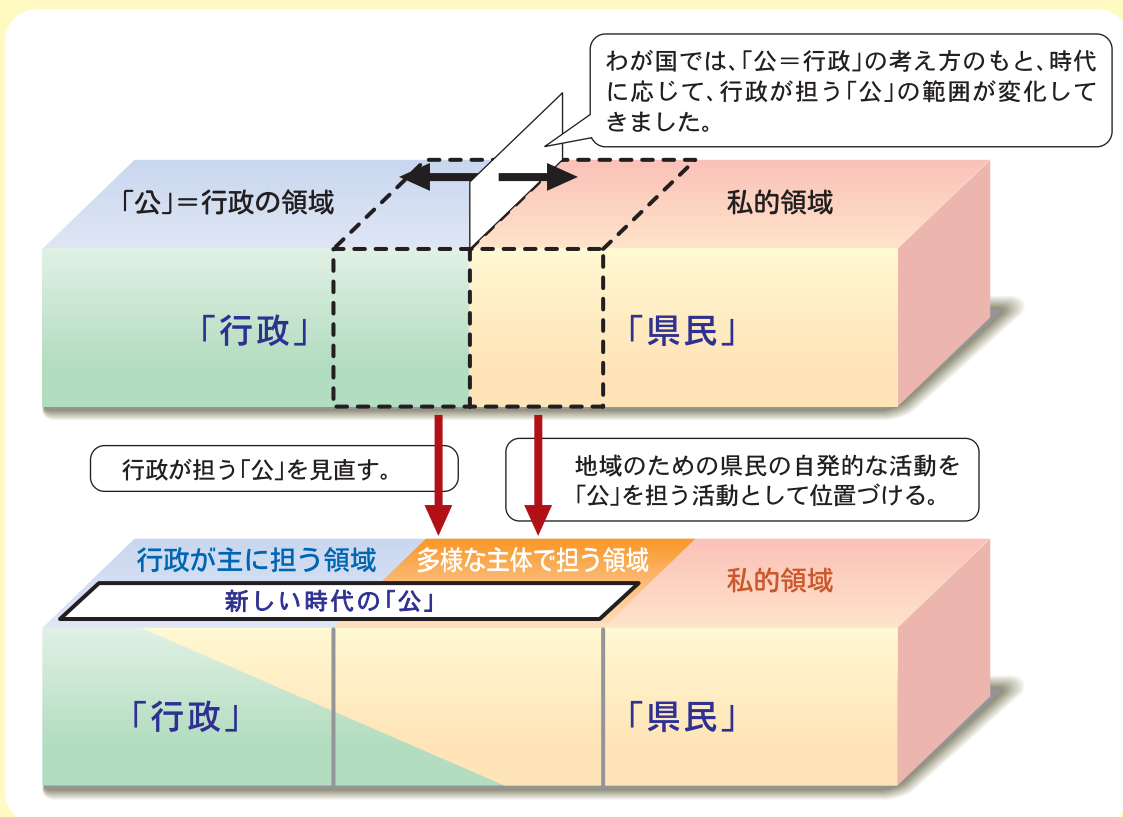 わが国では、「公＝行政」の考え方のもと、時代
に応じて、行政が担う「公」の範囲が変化して
きました。
「公」＝行政の領域
私的領域
「行政」
「県民」
行政が担う「公」を見直す。
地域のための県民の自発的な活動を
「公」を担う活動として位置づける。
行政が主に担う領域
多様な主体で担う領域
私的領域
新しい時代の「公」
「行政」
「県民」